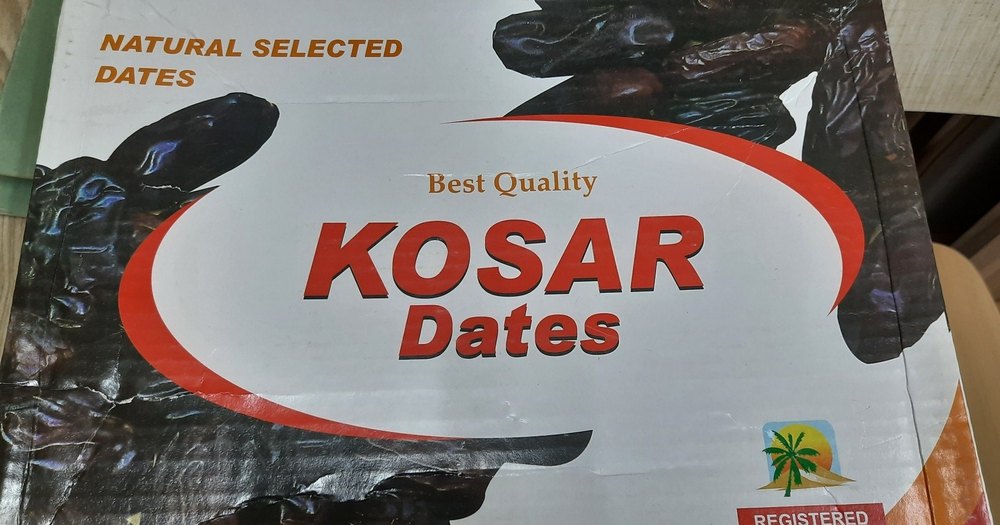 NATURAL SELECTED
DATES
Best Quality
KOSAR
Dates
REGISTERED